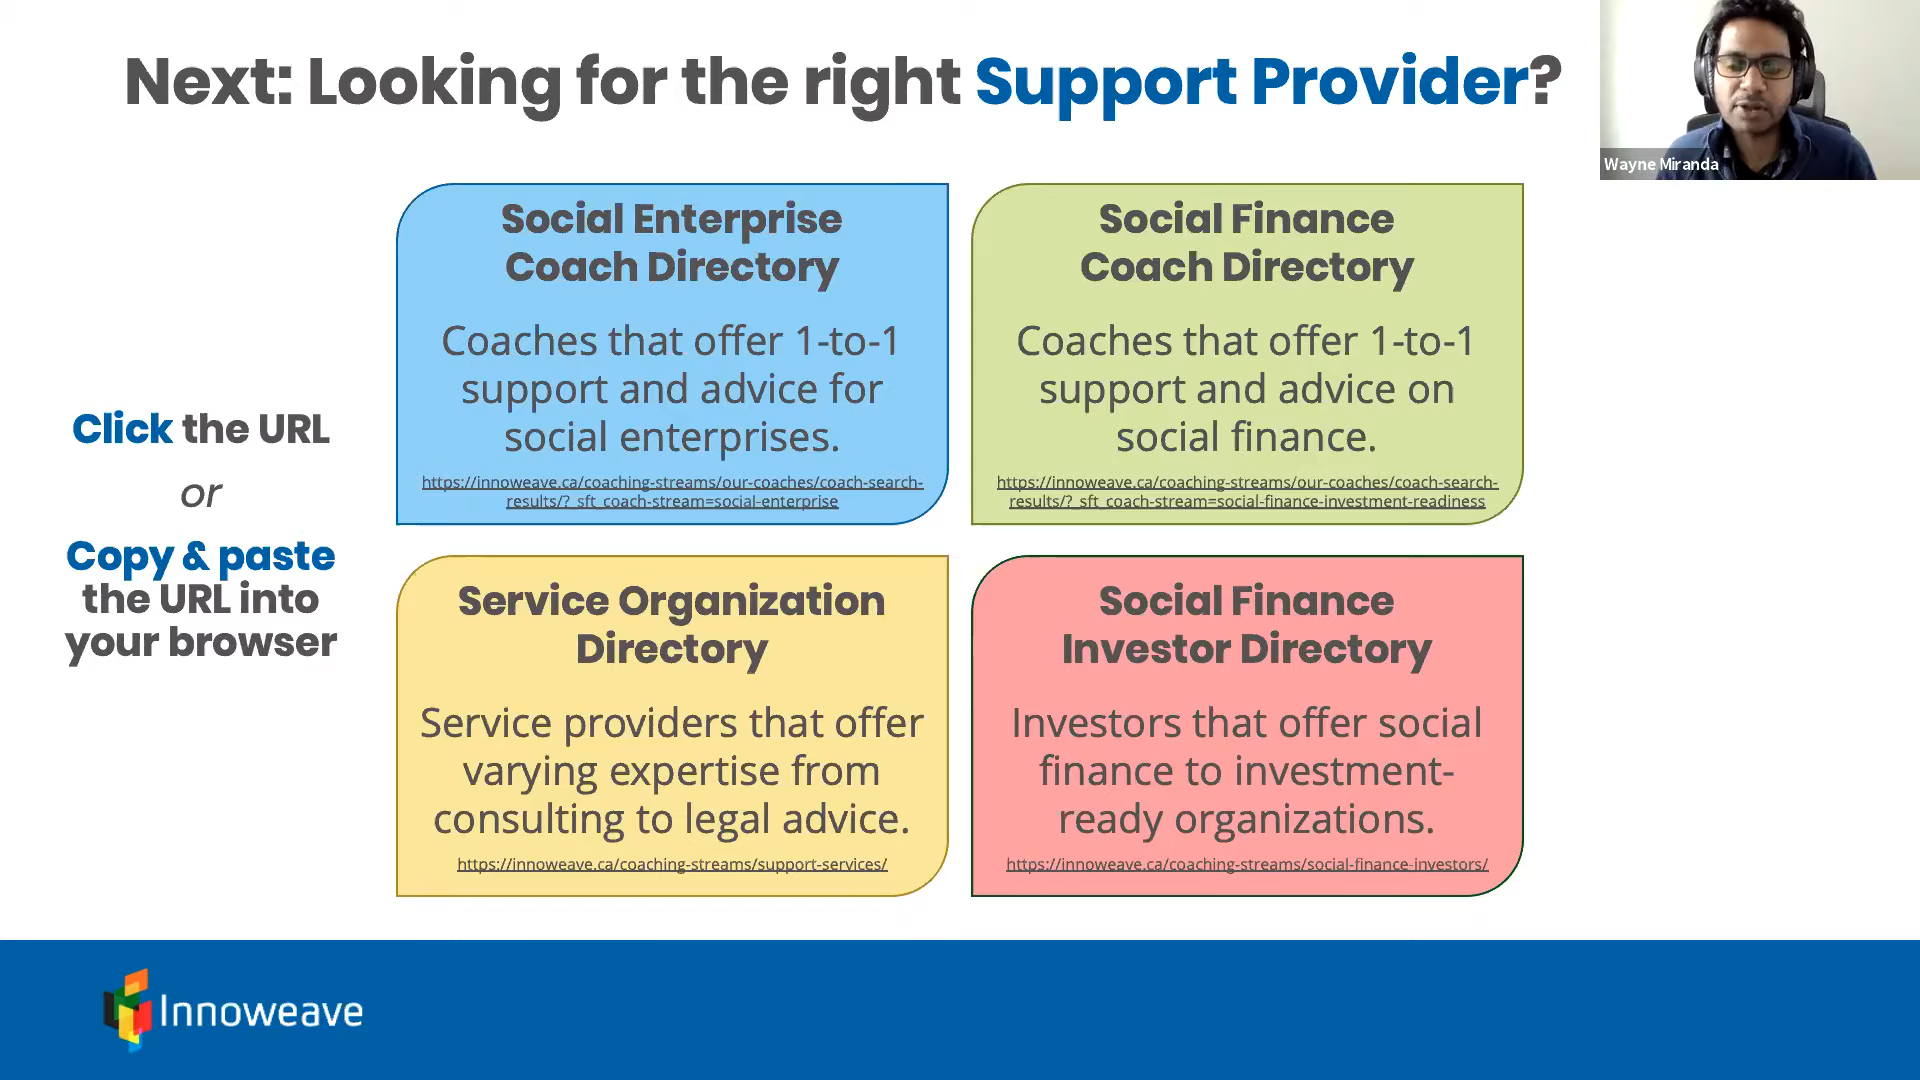 Next: Looking for the right Support Provider?
Wayne Miranda
Click the URL
or
Copy & paste
the URL into
your browser
Social Enterprise
Coach Directory
Coaches that offer 1-to-1
support and advice for
social enterprises.
https://innoweave.ca/coaching-streams/our-coaches/coach-search-
results/?_sft_coach-stream=social-enterprise
Social Finance
Coach Directory
Coaches that offer 1-to-1
support and advice on
social finance.
https://innoweave.ca/coaching-streams/our-coaches/coach-search-
results/?_sft_coach-stream=social-finance-investment-readiness
Service Organization
Directory
Service providers that offer
varying expertise from
consulting to legal advice.
https://innoweave.ca/coaching-streams/support-services/
Social Finance
Investor Directory
Investors that offer social
finance to investment-
ready organizations.
https://innoweave.ca/coaching-streams/social-finance-investors/
Innoweave